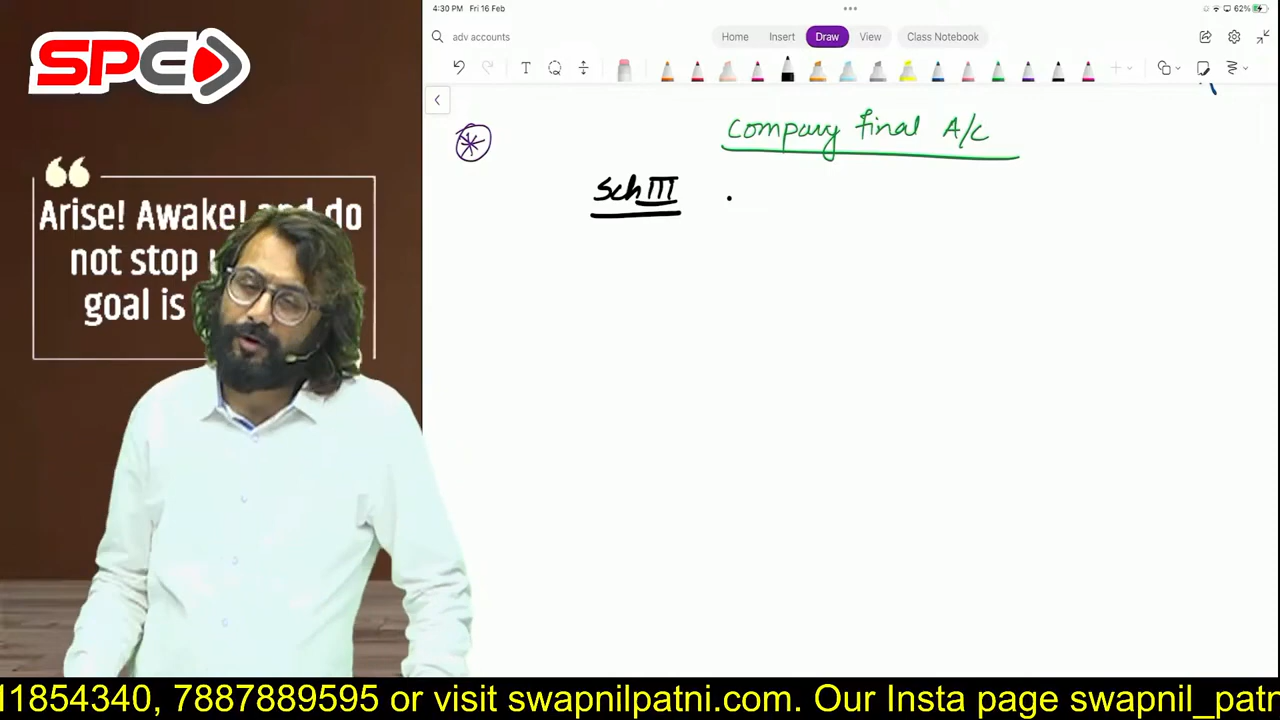 4:30 PM Fri 16 Feb
62%
adv accounts
Home Insert Draw View Class Notebook
SPE
Company final A/C
Sch III
Arise! Awake! and do
not stop
goal is
11854340, 7887889595 or visit swapnilpatni.com. Our Insta page swapnil_patn